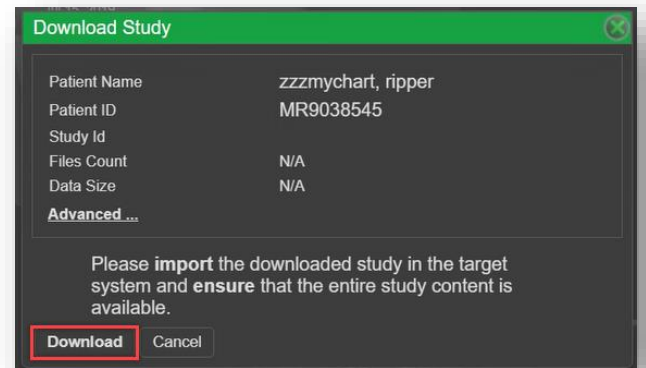 Download Study
Patient Name zzzmychart, ripper
Patient ID MR9038545
Study Id
Files Count N/A
Data Size N/A
Advanced ...
Please import the downloaded study in the target
system and ensure that the entire study content is
available.
Download Cancel